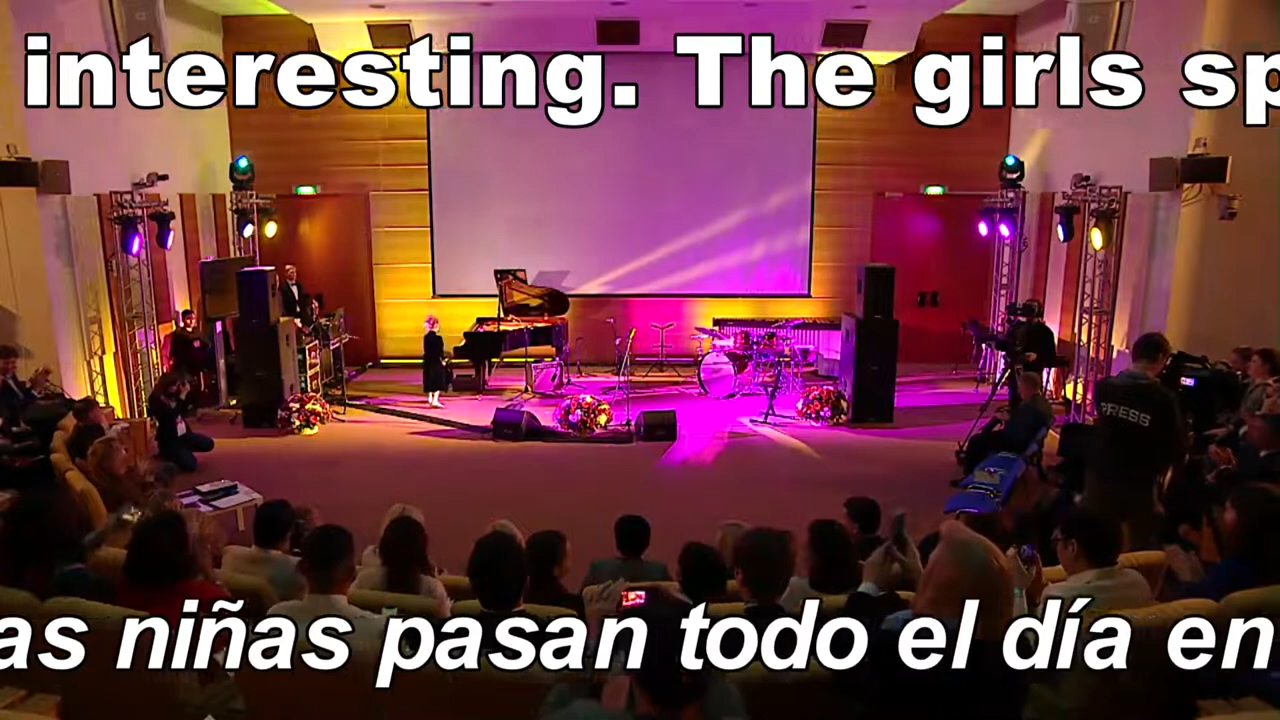 interesting. The girls sp
PRESS
as niñas pasan todo el día en